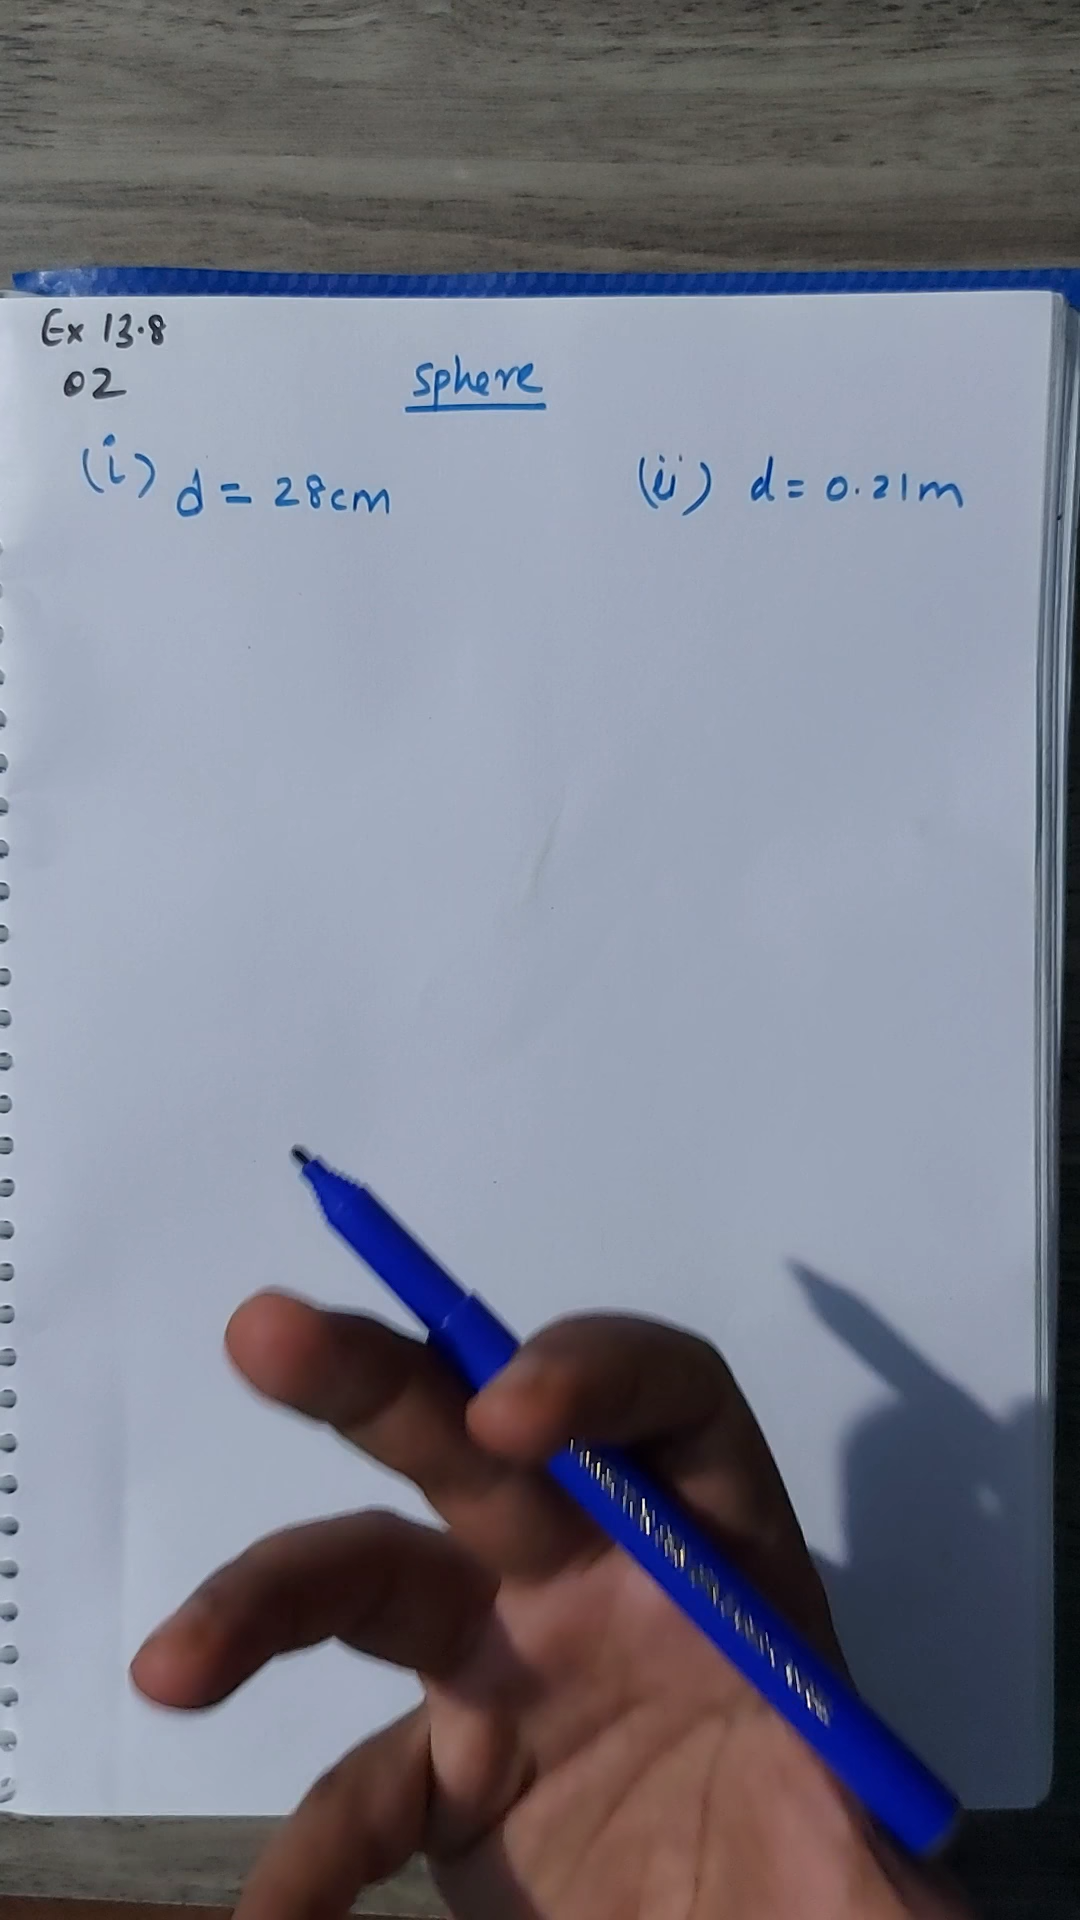 Ex 13.8
02
Sphere
(i) d = 28cm
(ii) d = 0.21m